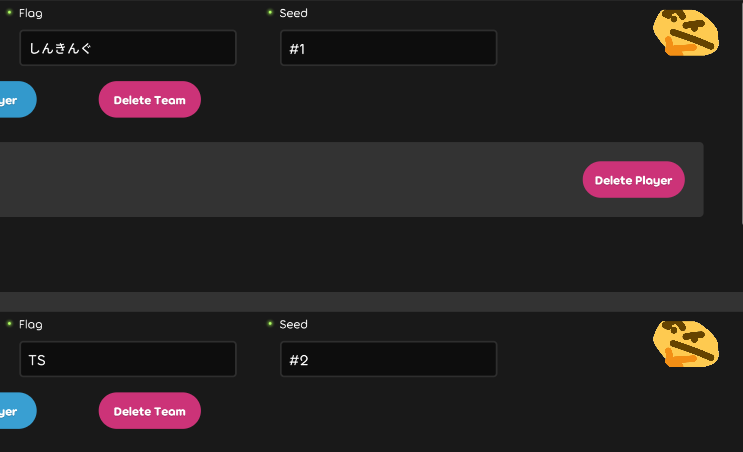 Flag
Seed
しんきんぐ
#1
yer
Delete Team
Delete Player
Flag
Seed
TS
#2
yer
Delete Team